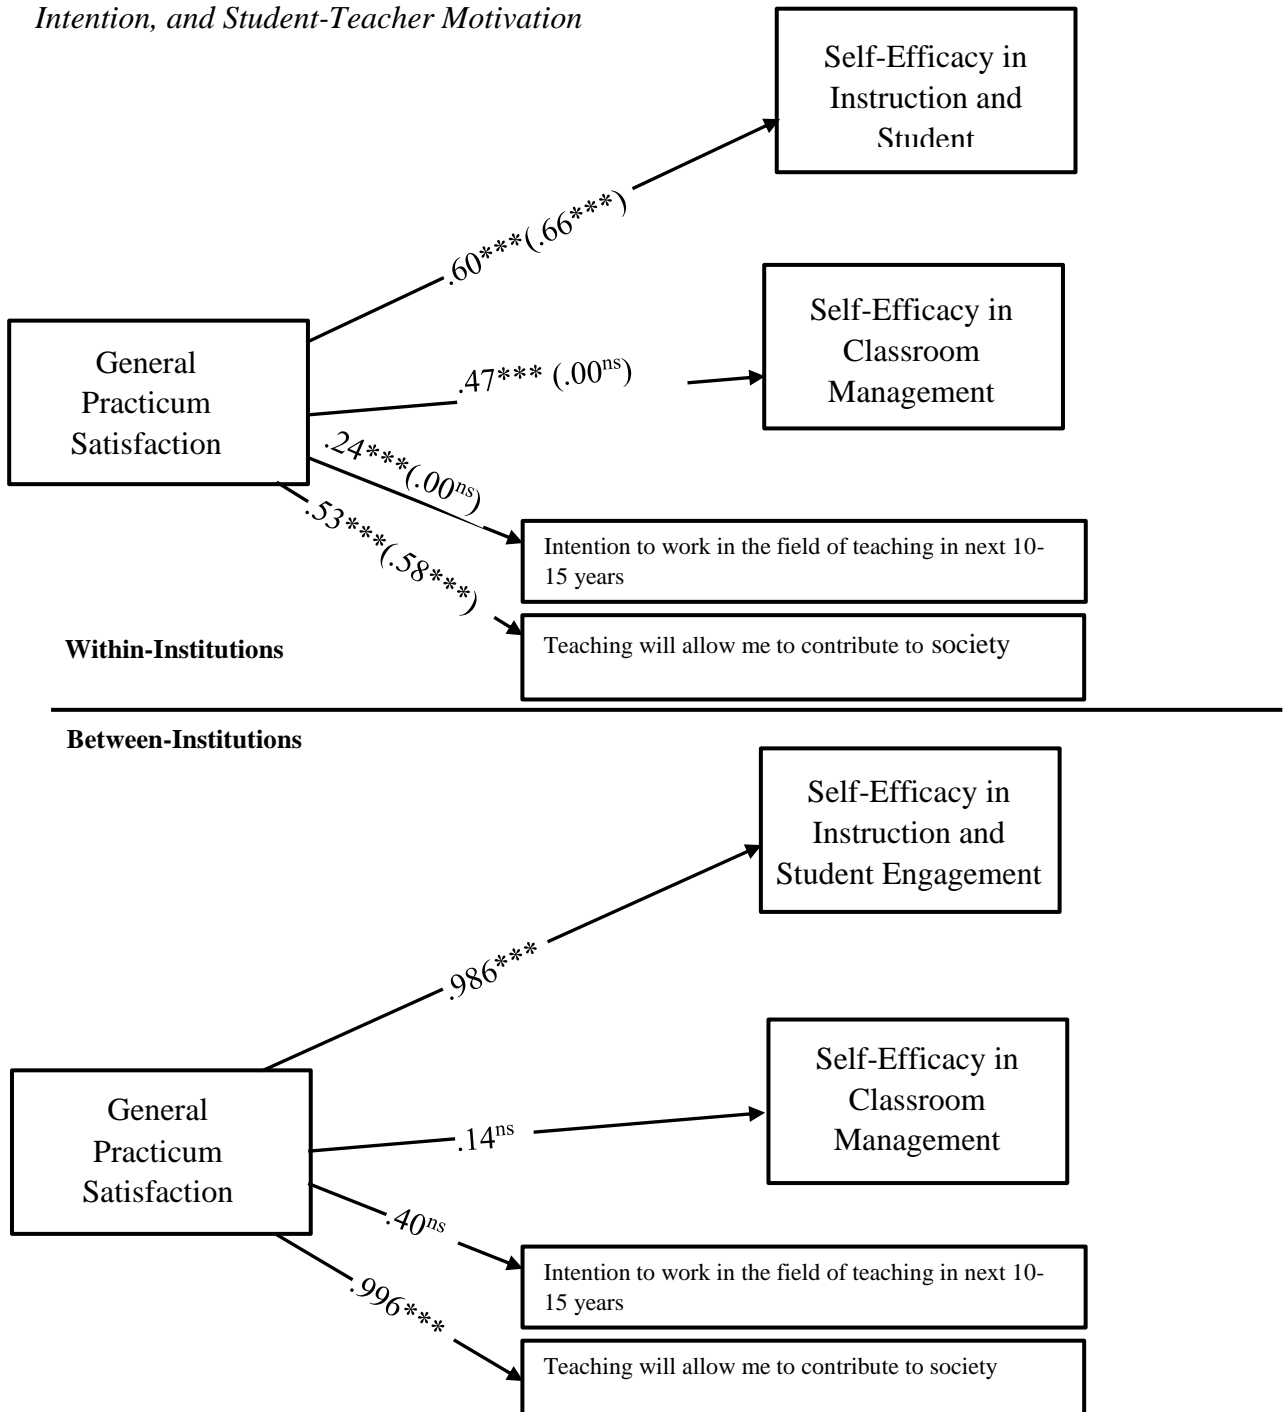 Intention, and Student-Teacher Motivation
Self-Efficacy in
Instruction and
Student
.60***(.66***)
Self-Efficacy in
Classroom
Management
General
Practicum
Satisfaction
.47*** (.00ns)
.24***(.00ns)
.53***(.58***)
Intention to work in the field of teaching in next 10-
15 years
Teaching will allow me to contribute to society
Within-Institutions
Between-Institutions
Self-Efficacy in
Instruction and
Student Engagement
.986***
Self-Efficacy in
Classroom
Management
General
Practicum
Satisfaction
.14ns
.40ns
.996***
Intention to work in the field of teaching in next 10-
15 years
Teaching will allow me to contribute to society